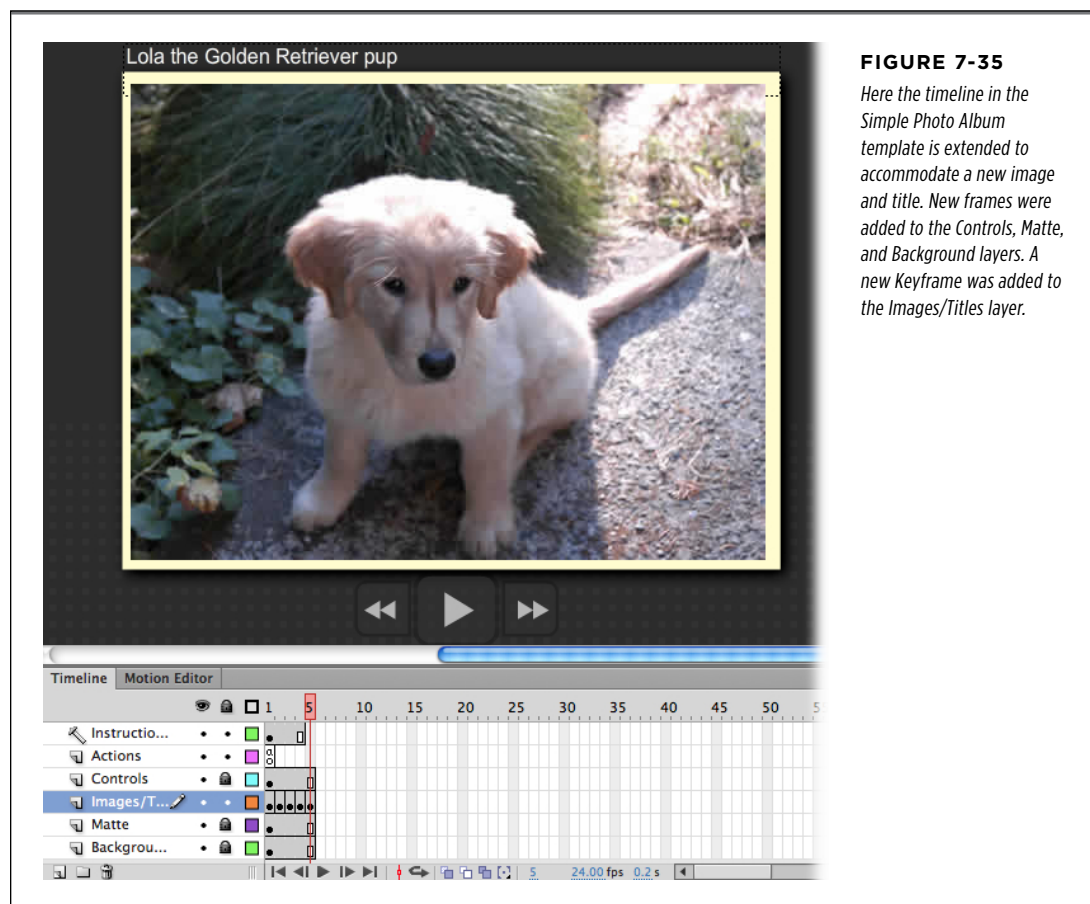 Lola the Golden Retriever pup
FIGURE 7-35
Here the timeline in the
Simple Photo Album
template is extended to
accommodate a new image
and title. New frames were
added to the Controls, Matte,
and Background layers. A
new Keyframe was added to
the Images/Titles layer.
Timeline Motion Editor
1 5 10 15 20 25 30 35 40 45 50
Instructio...
Actions
a
Controls
Images/T...
Matte
Backgrou...
5 24.00 fps 0.2 s